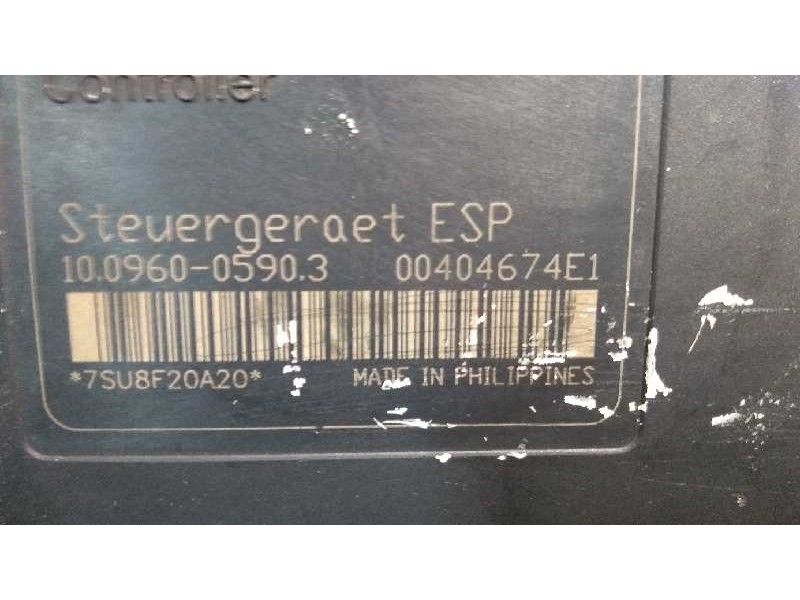 Controller
Steuergeraet ESP
10.0960-0590.3 00404674E1
*7SU8F20A20* MADE IN PHILIPPINES